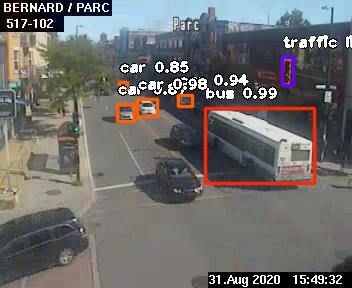 BERNARD / PARC
517-102
Parc
traffic l
car 0.85
car 0.98
0.94
bus 0.99
31.Aug 2020 15:49:32